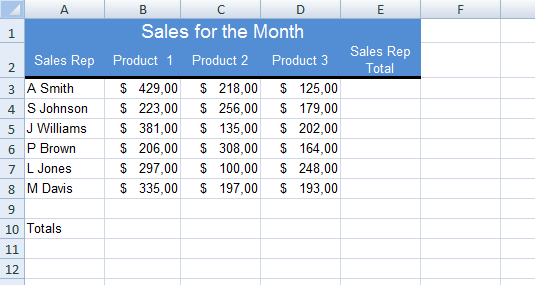 A B C D E F
1 Sales for the Month
2 Sales Rep Product 1 Product 2 Product 3 Sales Rep Total
3 A Smith $ 429,00 $ 218,00 $ 125,00
4 S Johnson $ 223,00 $ 256,00 $ 179,00
5 J Williams $ 381,00 $ 135,00 $ 202,00
6 P Brown $ 206,00 $ 308,00 $ 164,00
7 L Jones $ 297,00 $ 100,00 $ 248,00
8 M Davis $ 335,00 $ 197,00 $ 193,00
9
10 Totals
11
12